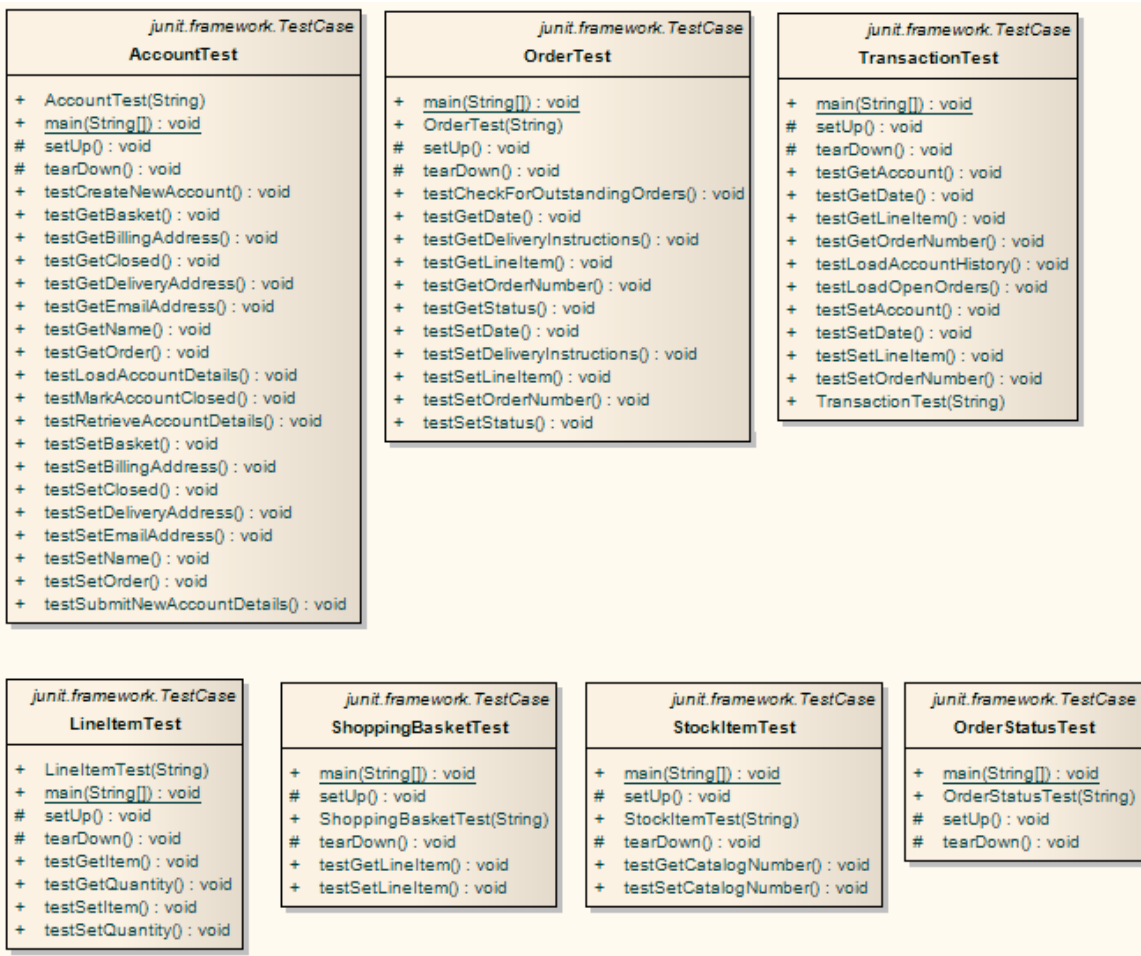 junit.framework.TestCase
AccountTest
+ AccountTest(String)
+ main(String[]) : void
# setUp() : void
# tearDown() : void
+ testCreateNewAccount() : void
+ testGetBasket() : void
+ testGetBillingAddress() : void
+ testGetClosed() : void
+ testGetDeliveryAddress() : void
+ testGetEmailAddress() : void
+ testGetName() : void
+ testGetOrder() : void
+ testLoadAccountDetails() : void
+ testMarkAccountClosed() : void
+ testRetrieveAccountDetails() : void
+ testSetBasket() : void
+ testSetBillingAddress() : void
+ testSetClosed() : void
+ testSetDeliveryAddress() : void
+ testSetEmailAddress() : void
+ testSetName() : void
+ testSetOrder() : void
+ testSubmitNewAccountDetails() : void
junit.framework.TestCase
OrderTest
+ main(String[]) : void
+ OrderTest(String)
# setUp() : void
# tearDown() : void
+ testCheckForOutstandingOrders() : void
+ testGetDate() : void
+ testGetDeliveryInstructions() : void
+ testGetLineItem() : void
+ testGetOrderNumber() : void
+ testGetStatus() : void
+ testSetDate() : void
+ testSetDeliveryInstructions() : void
+ testSetLineItem() : void
+ testSetOrderNumber() : void
+ testSetStatus() : void
junit.framework.TestCase
TransactionTest
+ main(String[]) : void
# setUp() : void
# tearDown() : void
+ testGetAccount() : void
+ testGetDate() : void
+ testGetLineItem() : void
+ testGetOrderNumber() : void
+ testLoadAccountHistory() : void
+ testLoadOpenOrders() : void
+ testSetAccount() : void
+ testSetDate() : void
+ testSetLineItem() : void
+ testSetOrderNumber() : void
+ TransactionTest(String)
junit.framework.TestCase
LineItemTest
+ LineItemTest(String)
+ main(String[]) : void
# setUp() : void
# tearDown() : void
+ testGetItem() : void
+ testGetQuantity() : void
+ testSetItem() : void
+ testSetQuantity() : void
junit.framework.TestCase
ShoppingBasketTest
+ main(String[]) : void
# setUp() : void
+ ShoppingBasketTest(String)
# tearDown() : void
+ testGetLineItem() : void
+ testSetLineItem() : void
junit.framework.TestCase
StockItemTest
+ main(String[]) : void
# setUp() : void
+ StockItemTest(String)
# tearDown() : void
+ testGetCatalogNumber() : void
+ testSetCatalogNumber() : void
junit.framework.TestCase
OrderStatusTest
+ main(String[]) : void
+ OrderStatusTest(String)
# setUp() : void
# tearDown() : void